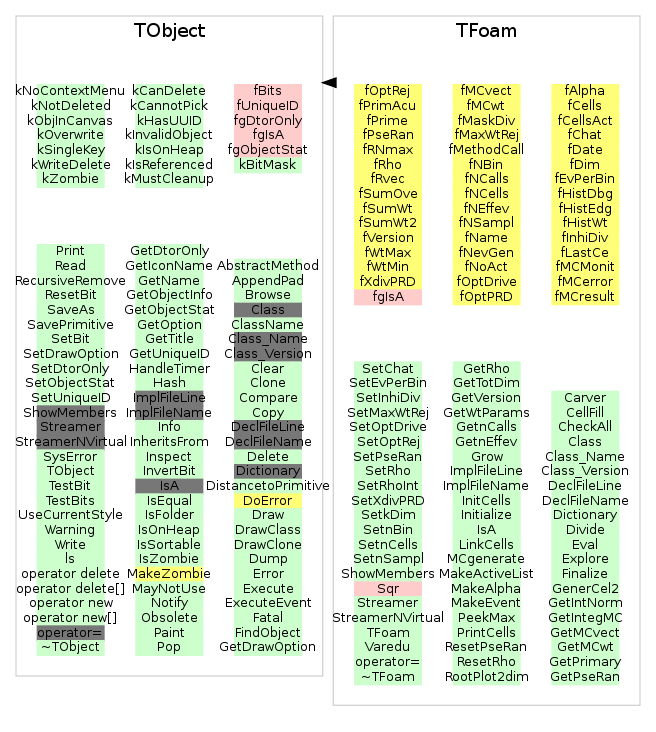 TObject
kNoContextMenu
kNotDeleted
kObjInCanvas
kOverwrite
kSingleKey
kWriteDelete
kZombie
kCanDelete
kCannotPick
kHasUUID
kInvalidObject
kIsOnHeap
kIsReferenced
kMustCleanup
fBits
fUniqueID
fgDtorOnly
fgIsA
fgObjectStat
kBitMask
Print
Read
RecursiveRemove
ResetBit
SaveAs
SavePrimitive
SetBit
SetDrawOption
SetDtorOnly
SetObjectStat
SetUniqueID
ShowMembers
Streamer
StreamerNVirtual
SysError
TObject
TestBit
TestBits
UseCurrentStyle
Warning
Write
ls
operator delete
operator delete[]
operator new
operator new[]
operator=
~TObject
GetDtorOnly
GetIconName
GetName
GetObjectInfo
GetObjectStat
GetOption
GetTitle
GetUniqueID
HandleTimer
Hash
ImplFileLine
ImplFileName
Info
InheritsFrom
Inspect
InvertBit
IsA
IsEqual
IsFolder
IsOnHeap
IsSortable
IsZombie
MakeZombie
MayNotUse
Notify
Obsolete
Paint
Pop
AbstractMethod
AppendPad
Browse
Class
ClassName
Class_Name
Class_Version
Clear
Clone
Compare
Copy
DeclFileLine
DeclFileName
Delete
Dictionary
DistancetoPrimitive
DoError
Draw
DrawClass
DrawClone
Dump
Error
Execute
ExecuteEvent
Fatal
FindObject
GetDrawOption
TFoam
fOptRej
fPrimAcu
fPrime
fPseRan
fRNmax
fRho
fRvec
fSumOve
fSumWt
fSumWt2
fVersion
fWtMax
fWtMin
fXdivPRD
fgIsA
fMCvect
fMCwt
fMaskDiv
fMaxWtRej
fMethodCall
fNBin
fNCalls
fNCells
fNEffev
fNSampl
fName
fNevGen
fNoAct
fOptDrive
fOptPRD
fAlpha
fCells
fCellsAct
fChat
fDate
fDim
fEvPerBin
fHistDbg
fHistEdg
fHistWt
fInhiDiv
fLastCe
fMCMonit
fMCerror
fMCresult
SetChat
SetEvPerBin
SetInhiDiv
SetMaxWtRej
SetOptDrive
SetOptRej
SetPseRan
SetRho
SetRhoInt
SetXdivPRD
SetkDim
SetnBin
SetnCells
SetnSampl
ShowMembers
Sqr
Streamer
StreamerNVirtual
TFoam
Varedu
operator=
~TFoam
GetRho
GetTotDim
GetVersion
GetWtParams
GetnCalls
GetnEffev
Grow
ImplFileLine
ImplFileName
InitCells
Initialize
IsA
LinkCells
MCgenerate
MakeActiveList
MakeAlpha
MakeEvent
PeekMax
PrintCells
ResetPseRan
ResetRho
RootPlot2dim
Carver
CellFill
CheckAll
Class
Class_Name
Class_Version
DeclFileLine
DeclFileName
Dictionary
Divide
Eval
Explore
Finalize
GenerCel2
GetIntNorm
GetIntegMC
GetMCvect
GetMCwt
GetPrimary
GetPseRan